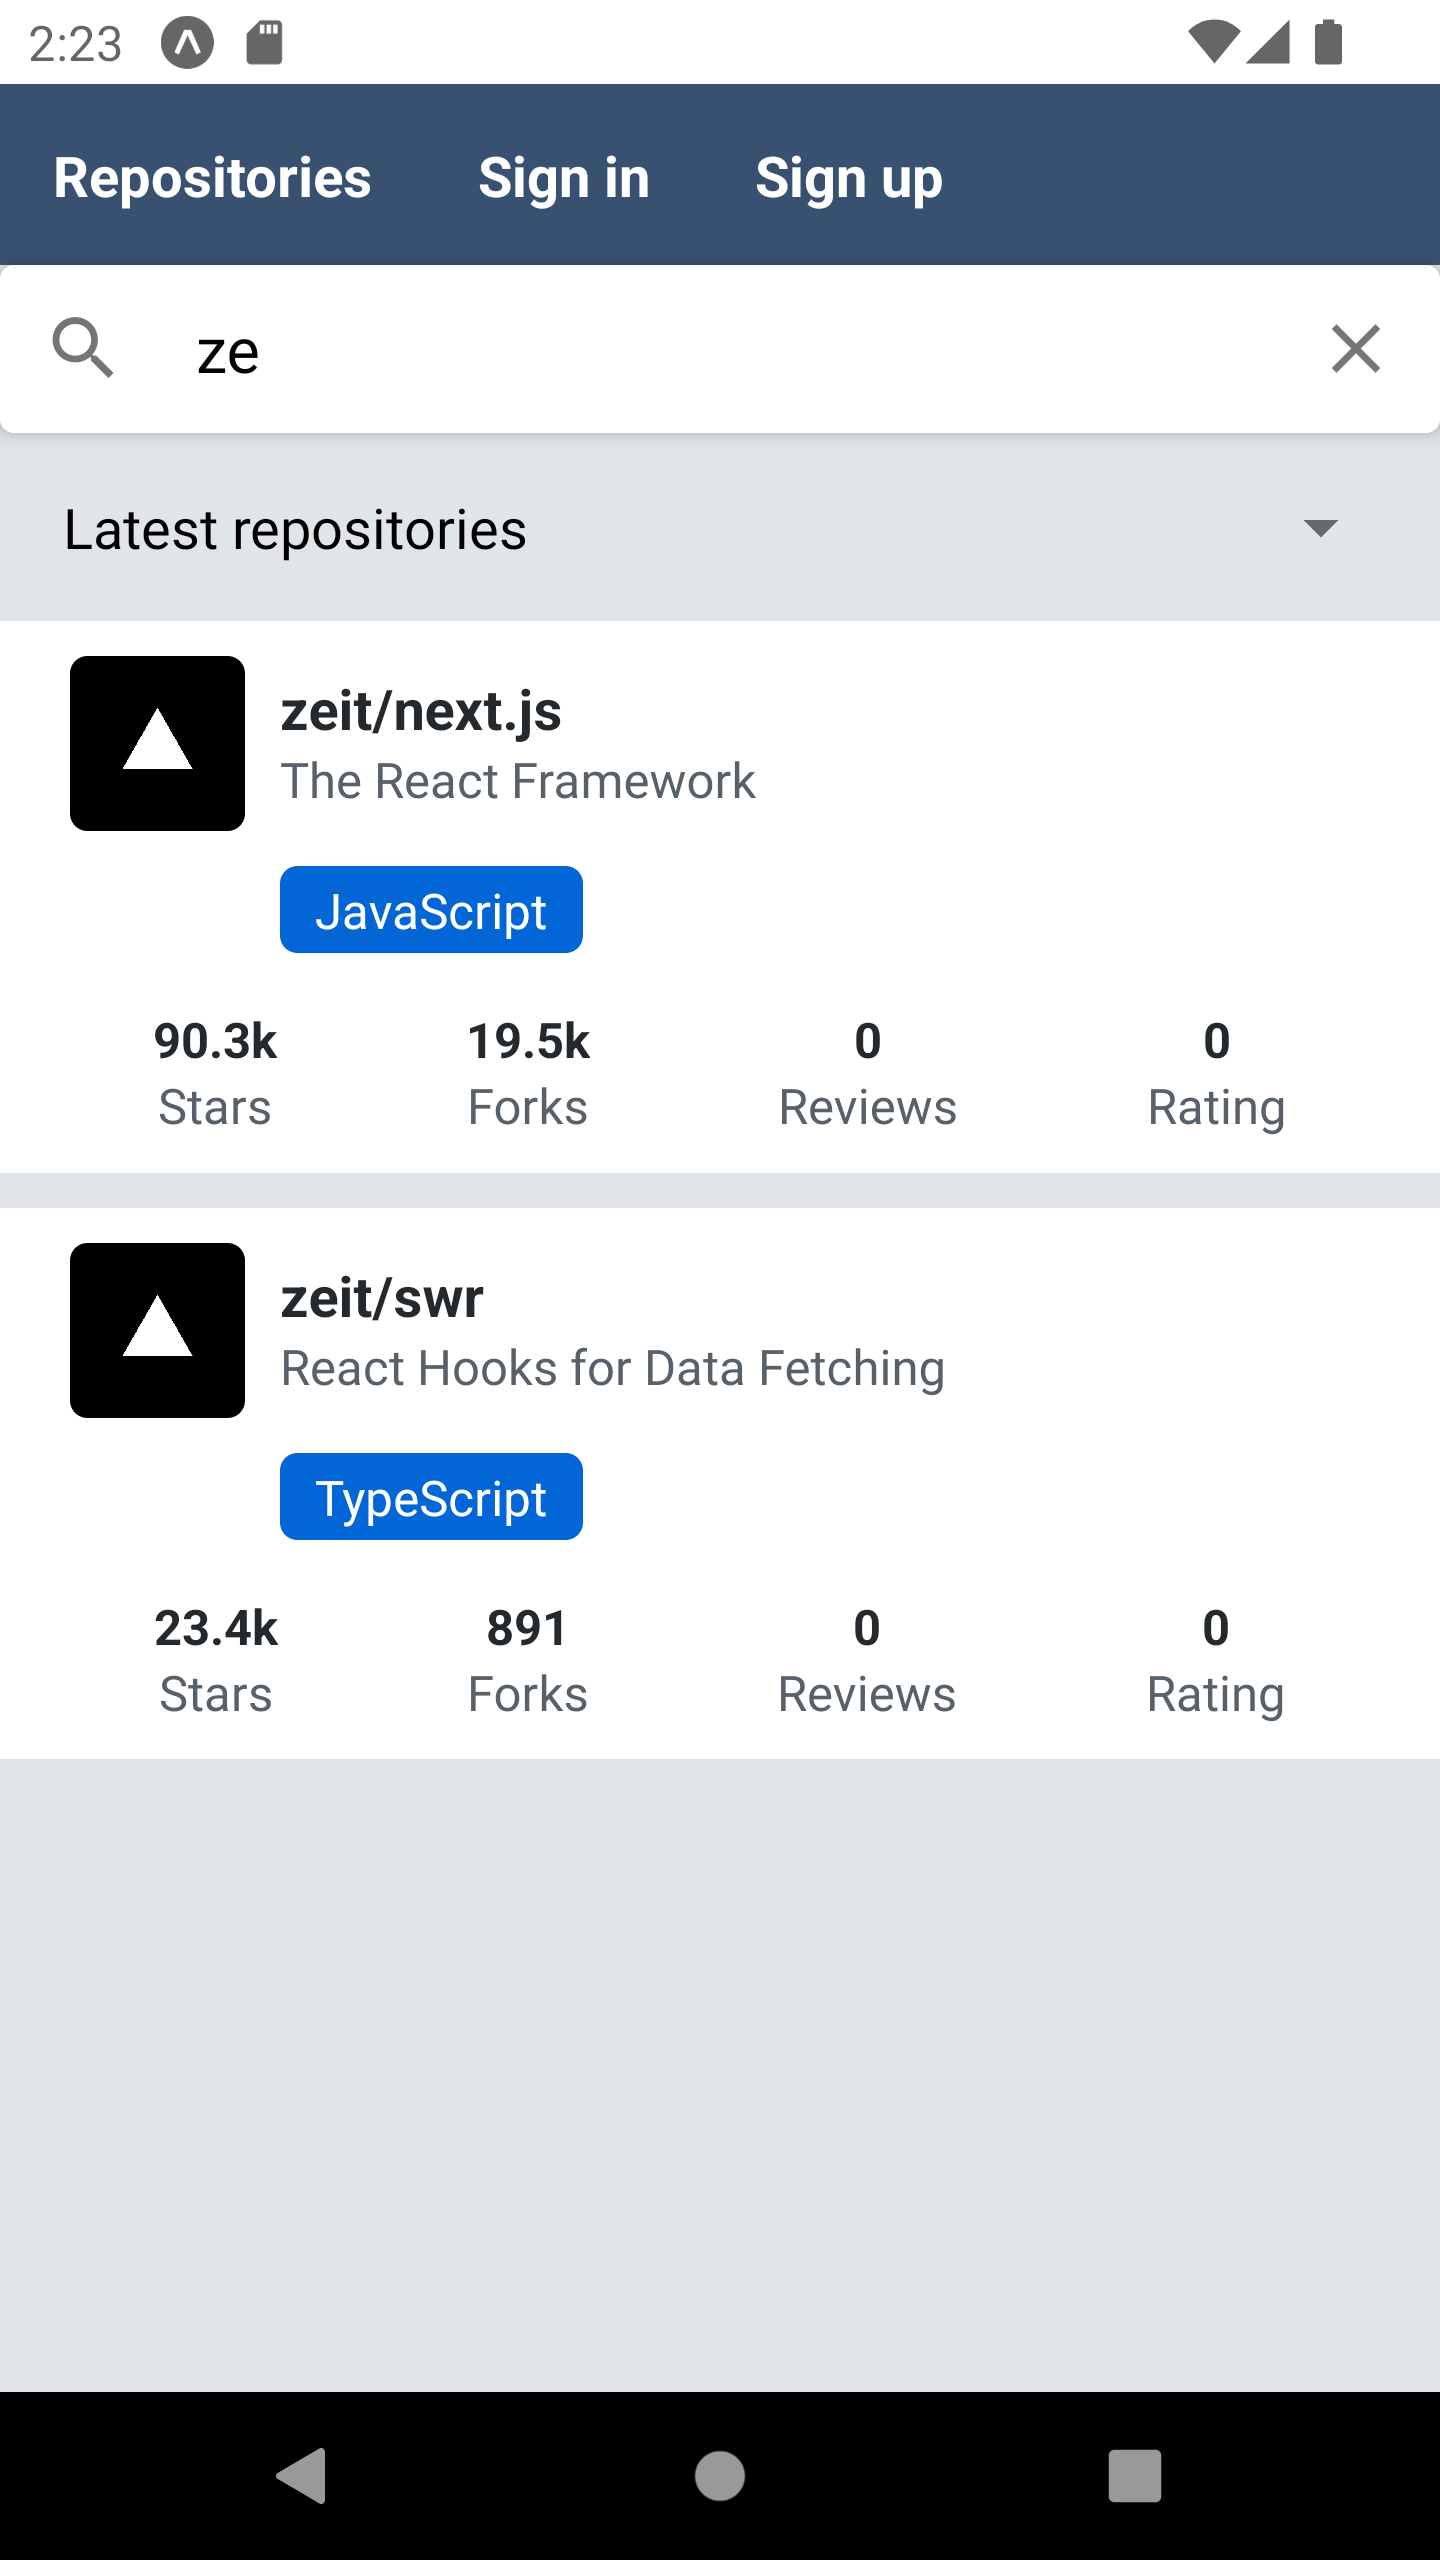 2:23
Repositories Sign in Sign up
ze
Latest repositories
zeit/next.js
The React Framework
JavaScript
90.3k 19.5k 0 0
Stars Forks Reviews Rating
zeit/swr
React Hooks for Data Fetching
TypeScript
23.4k 891 0 0
Stars Forks Reviews Rating